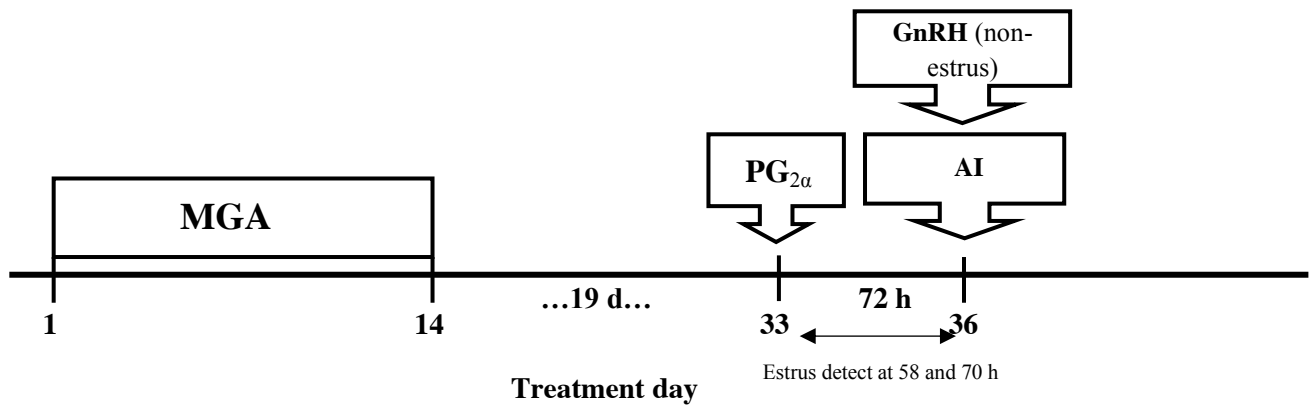 GnRH (non-
estrus)
PG2α
AI
MGA
…19 d…
72 h
1
14
33
36
Estrus detect at 58 and 70 h
Treatment day